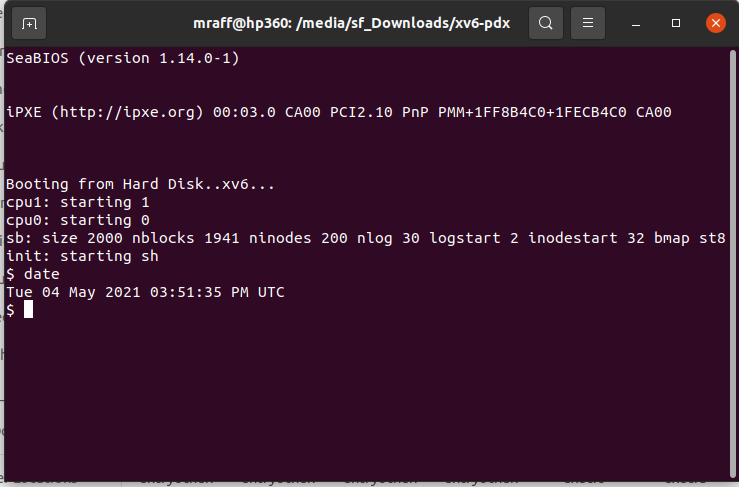 mraff@hp360: /media/sf_Downloads/xv6-pdx
SeaBIOS (version 1.14.0-1)
iPXE (http://ipxe.org) 00:03.0 CA00 PCI2.10 PnP PMM+1FF8B4C0+1FECB4C0 CA00
Booting from Hard Disk..xv6...
cpu1: starting 1
cpu0: starting 0
sb: size 2000 nblocks 1941 ninodes 200 nlog 30 logstart 2 inodestart 32 bmap st8
init: starting sh
$ date
Tue 04 May 2021 03:51:35 PM UTC
$